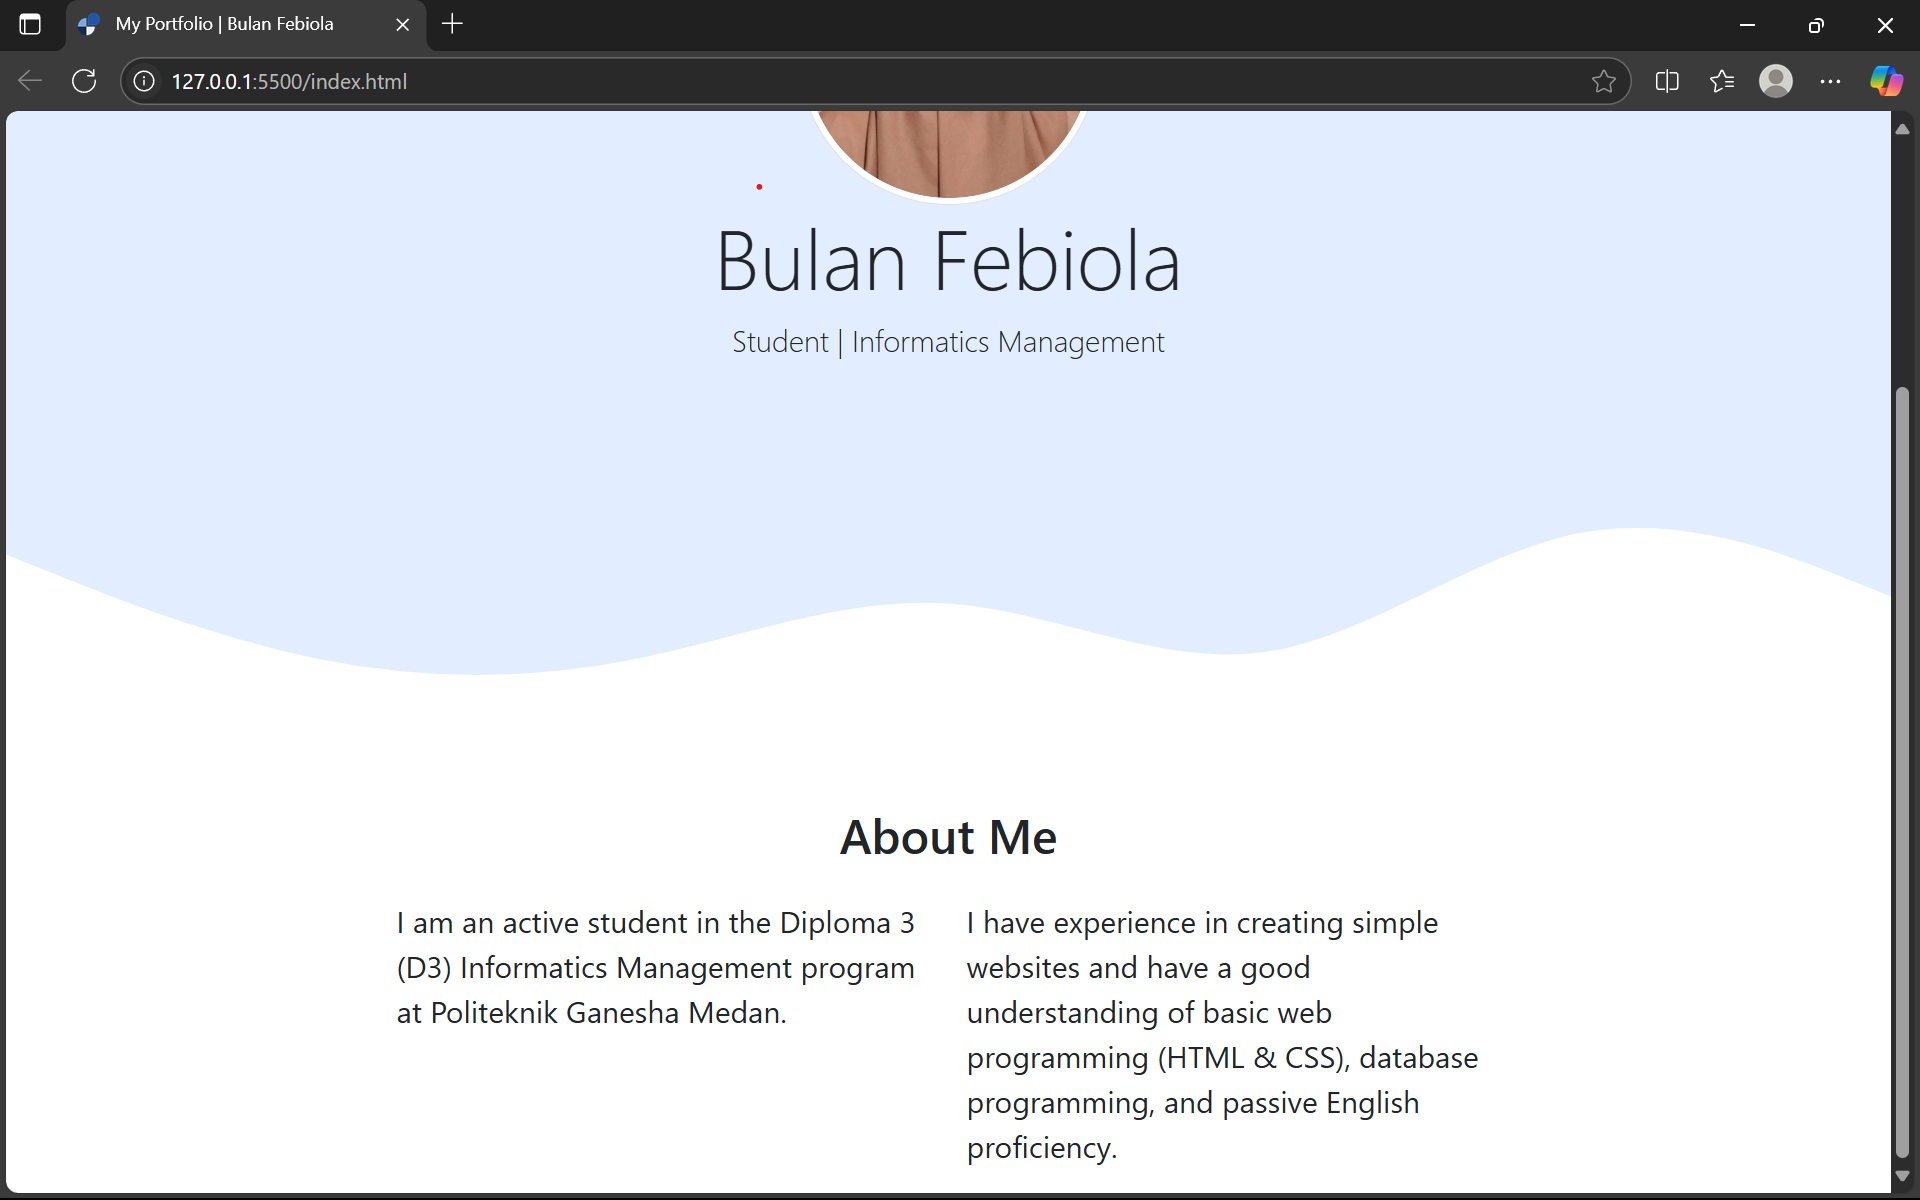 My Portfolio | Bulan Febiola
127.0.0.1:5500/index.html
Bulan Febiola
Student | Informatics Management
About Me
I am an active student in the Diploma 3
(D3) Informatics Management program
at Politeknik Ganesha Medan.
I have experience in creating simple
websites and have a good
understanding of basic web
programming (HTML & CSS), database
programming, and passive English
proficiency.